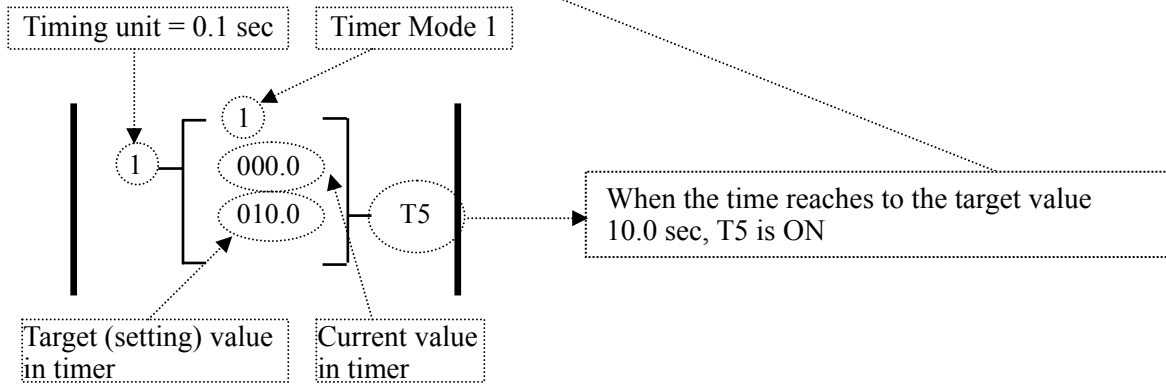 Timing unit = 0.1 sec
Timer Mode 1
1
1
000.0
010.0
T5
When the time reaches to the target value
10.0 sec, T5 is ON
Target (setting) value
in timer
Current value
in timer